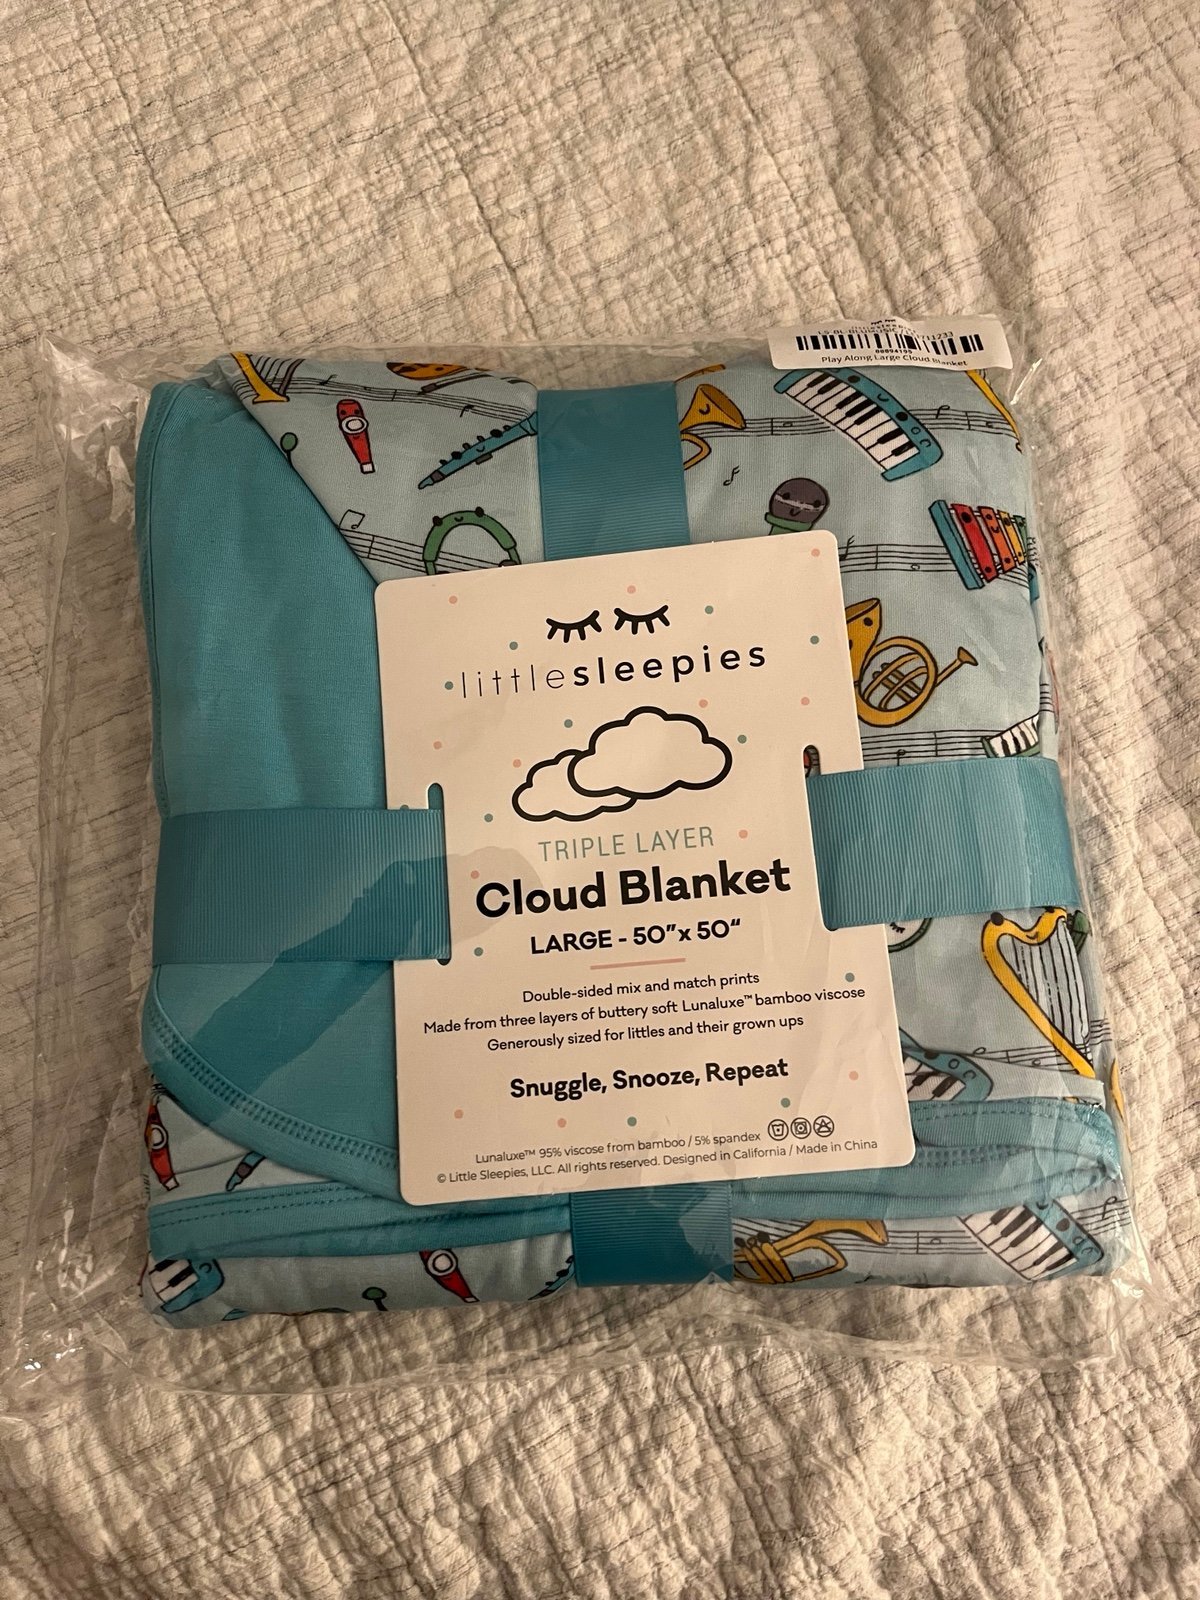 00894195
Play Along Large Cloud Blanket
littlesleepies
TRIPLE LAYER
Cloud Blanket
LARGE - 50"x 50"
Double-sided mix and match prints
Made from three layers of buttery soft Lunaluxe™ bamboo viscose
Generously sized for littles and their grown ups
Snuggle, Snooze, Repeat
Lunaluxe™ 95% viscose from bamboo / 5% spandex
© Little Sleepies, LLC. All rights reserved. Designed in California / Made in China